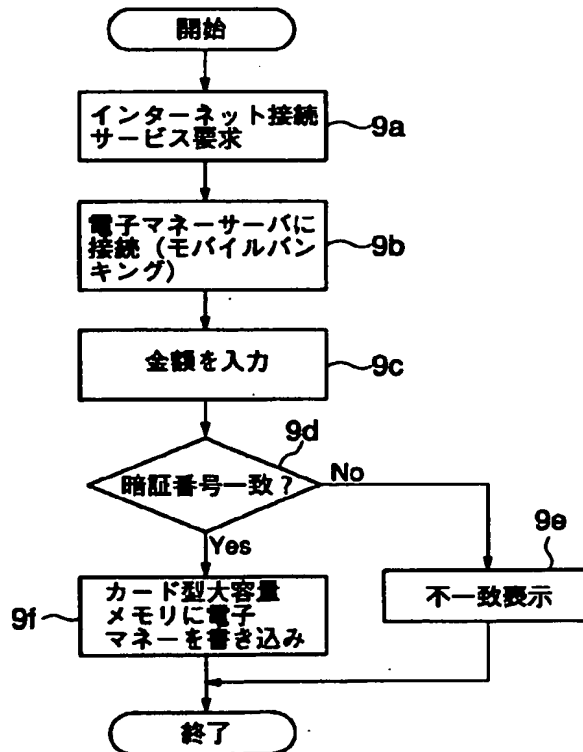 開始
インターネット接続
サービス要求
9a
電子マネーサーバに
接続（モバイルバン
キング）
9b
金額を入力
9c
9d
暗証番号一致？
No
Yes
9e
不一致表示
9f
カード型大容量
メモリに電子
マネーを書き込み
終了